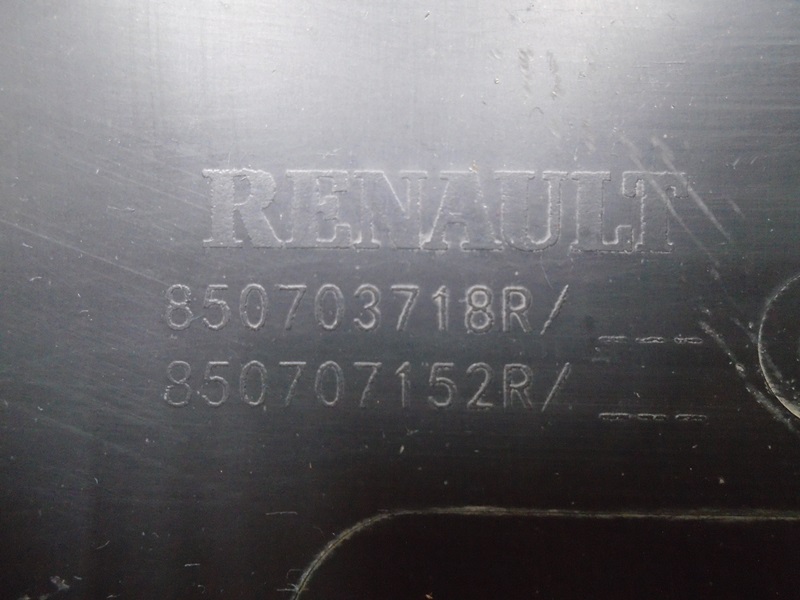 RENAULT
850703718R/_ _ _
850707152R/_ _ _